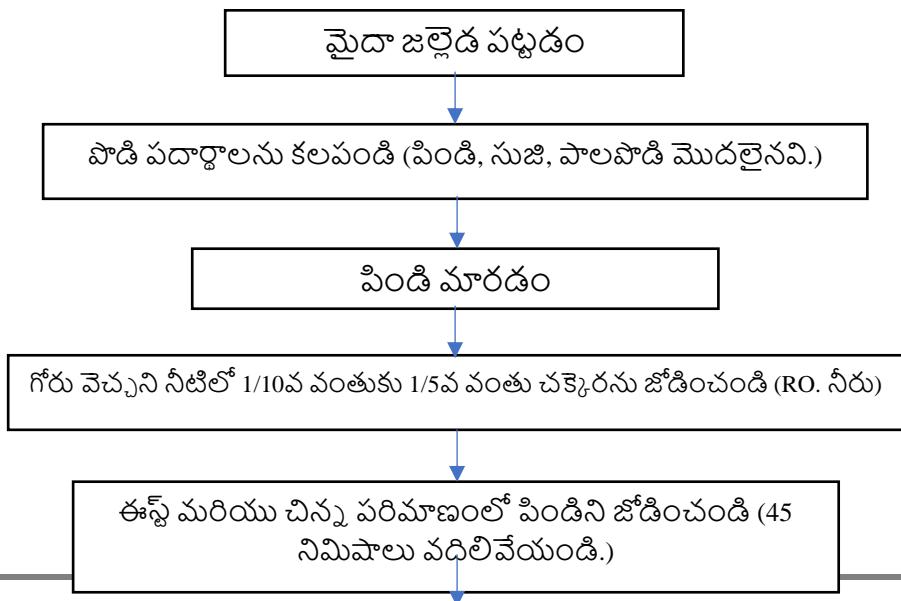 మైదా జల్లెడ పట్టడం
పొడి పదార్థాలను కలపండి (పిండి, సుజి, పాలపొడి మొదలైనవి.)
పిండి మారడం
గోరు వెచ్చని నీటిలో 1/10వ వంతుకు 1/5వ వంతు చక్కెరను జోడించండి (RO. నీరు)
ఈస్ట్ మరియు చిన్న పరిమాణంలో పిండిని జోడించండి (45
నిమిషాలు వదిలివేయండి.)